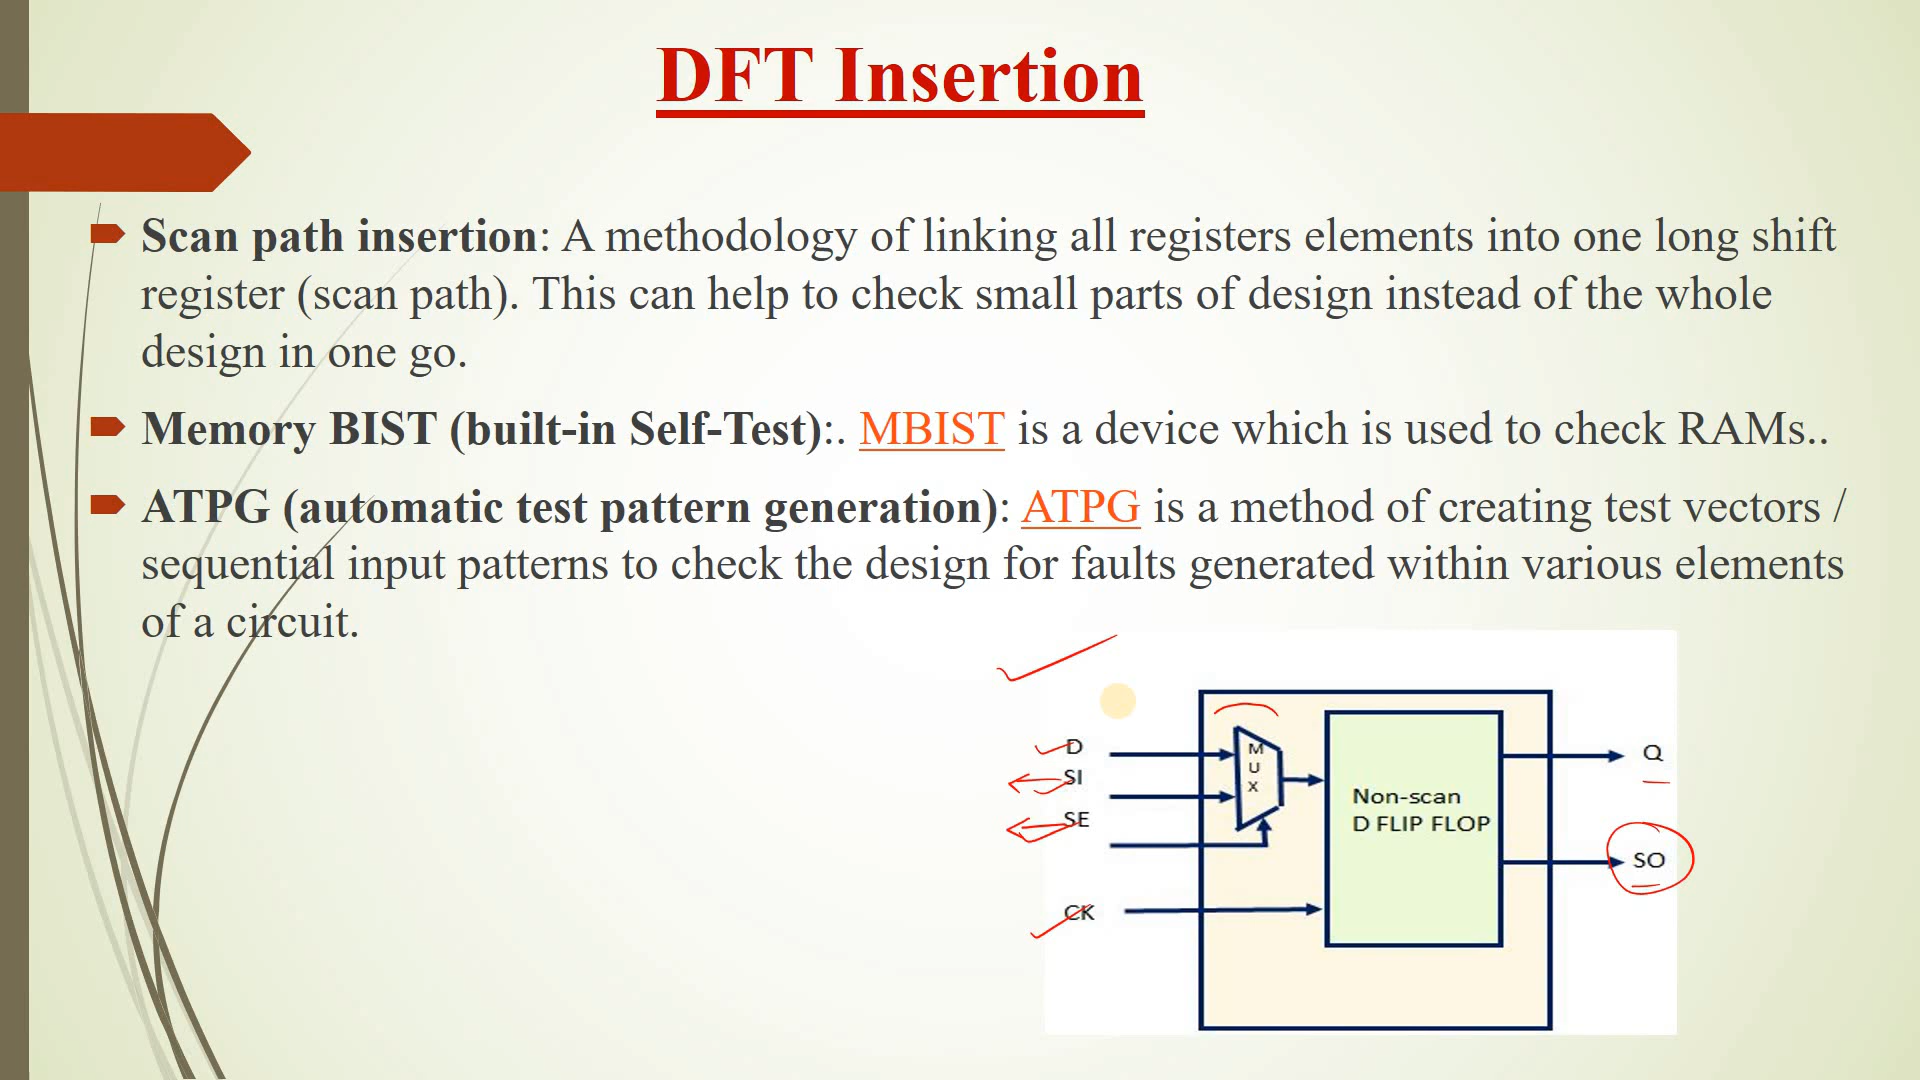 DFT Insertion
Scan path insertion: A methodology of linking all registers elements into one long shift
register (scan path). This can help to check small parts of design instead of the whole
design in one go.
Memory BIST (built-in Self-Test):. MBIST is a device which is used to check RAMs..
ATPG (automatic test pattern generation): ATPG is a method of creating test vectors /
sequential input patterns to check the design for faults generated within various elements
of a circuit.
D
SI
SE
CK
M
U
X
Non-scan
D FLIP FLOP
Q
SO